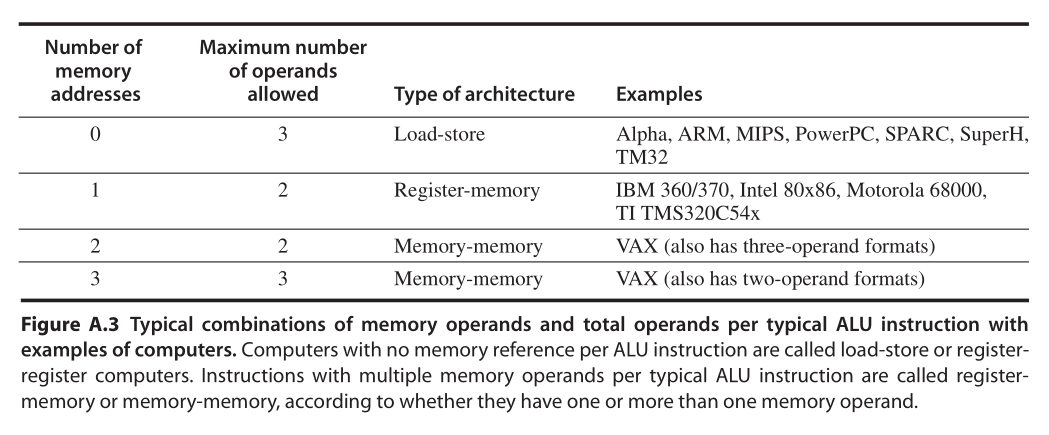 Number of memory addresses	Maximum number of operands allowed	Type of architecture	Examples
0	3	Load-store	Alpha, ARM, MIPS, PowerPC, SPARC, SuperH,
TM32
1	2	Register-memory	IBM 360/370, Intel 80x86, Motorola 68000,
TI TMS320C54x
2	2	Memory-memory	VAX (also has three-operand formats)
3	3	Memory-memory	VAX (also has two-operand formats)
Figure A.3 Typical combinations of memory operands and total operands per typical ALU instruction with
examples of computers. Computers with no memory reference per ALU instruction are called load-store or register-
register computers. Instructions with multiple memory operands per typical ALU instruction are called register-
memory or memory-memory, according to whether they have one or more than one memory operand.